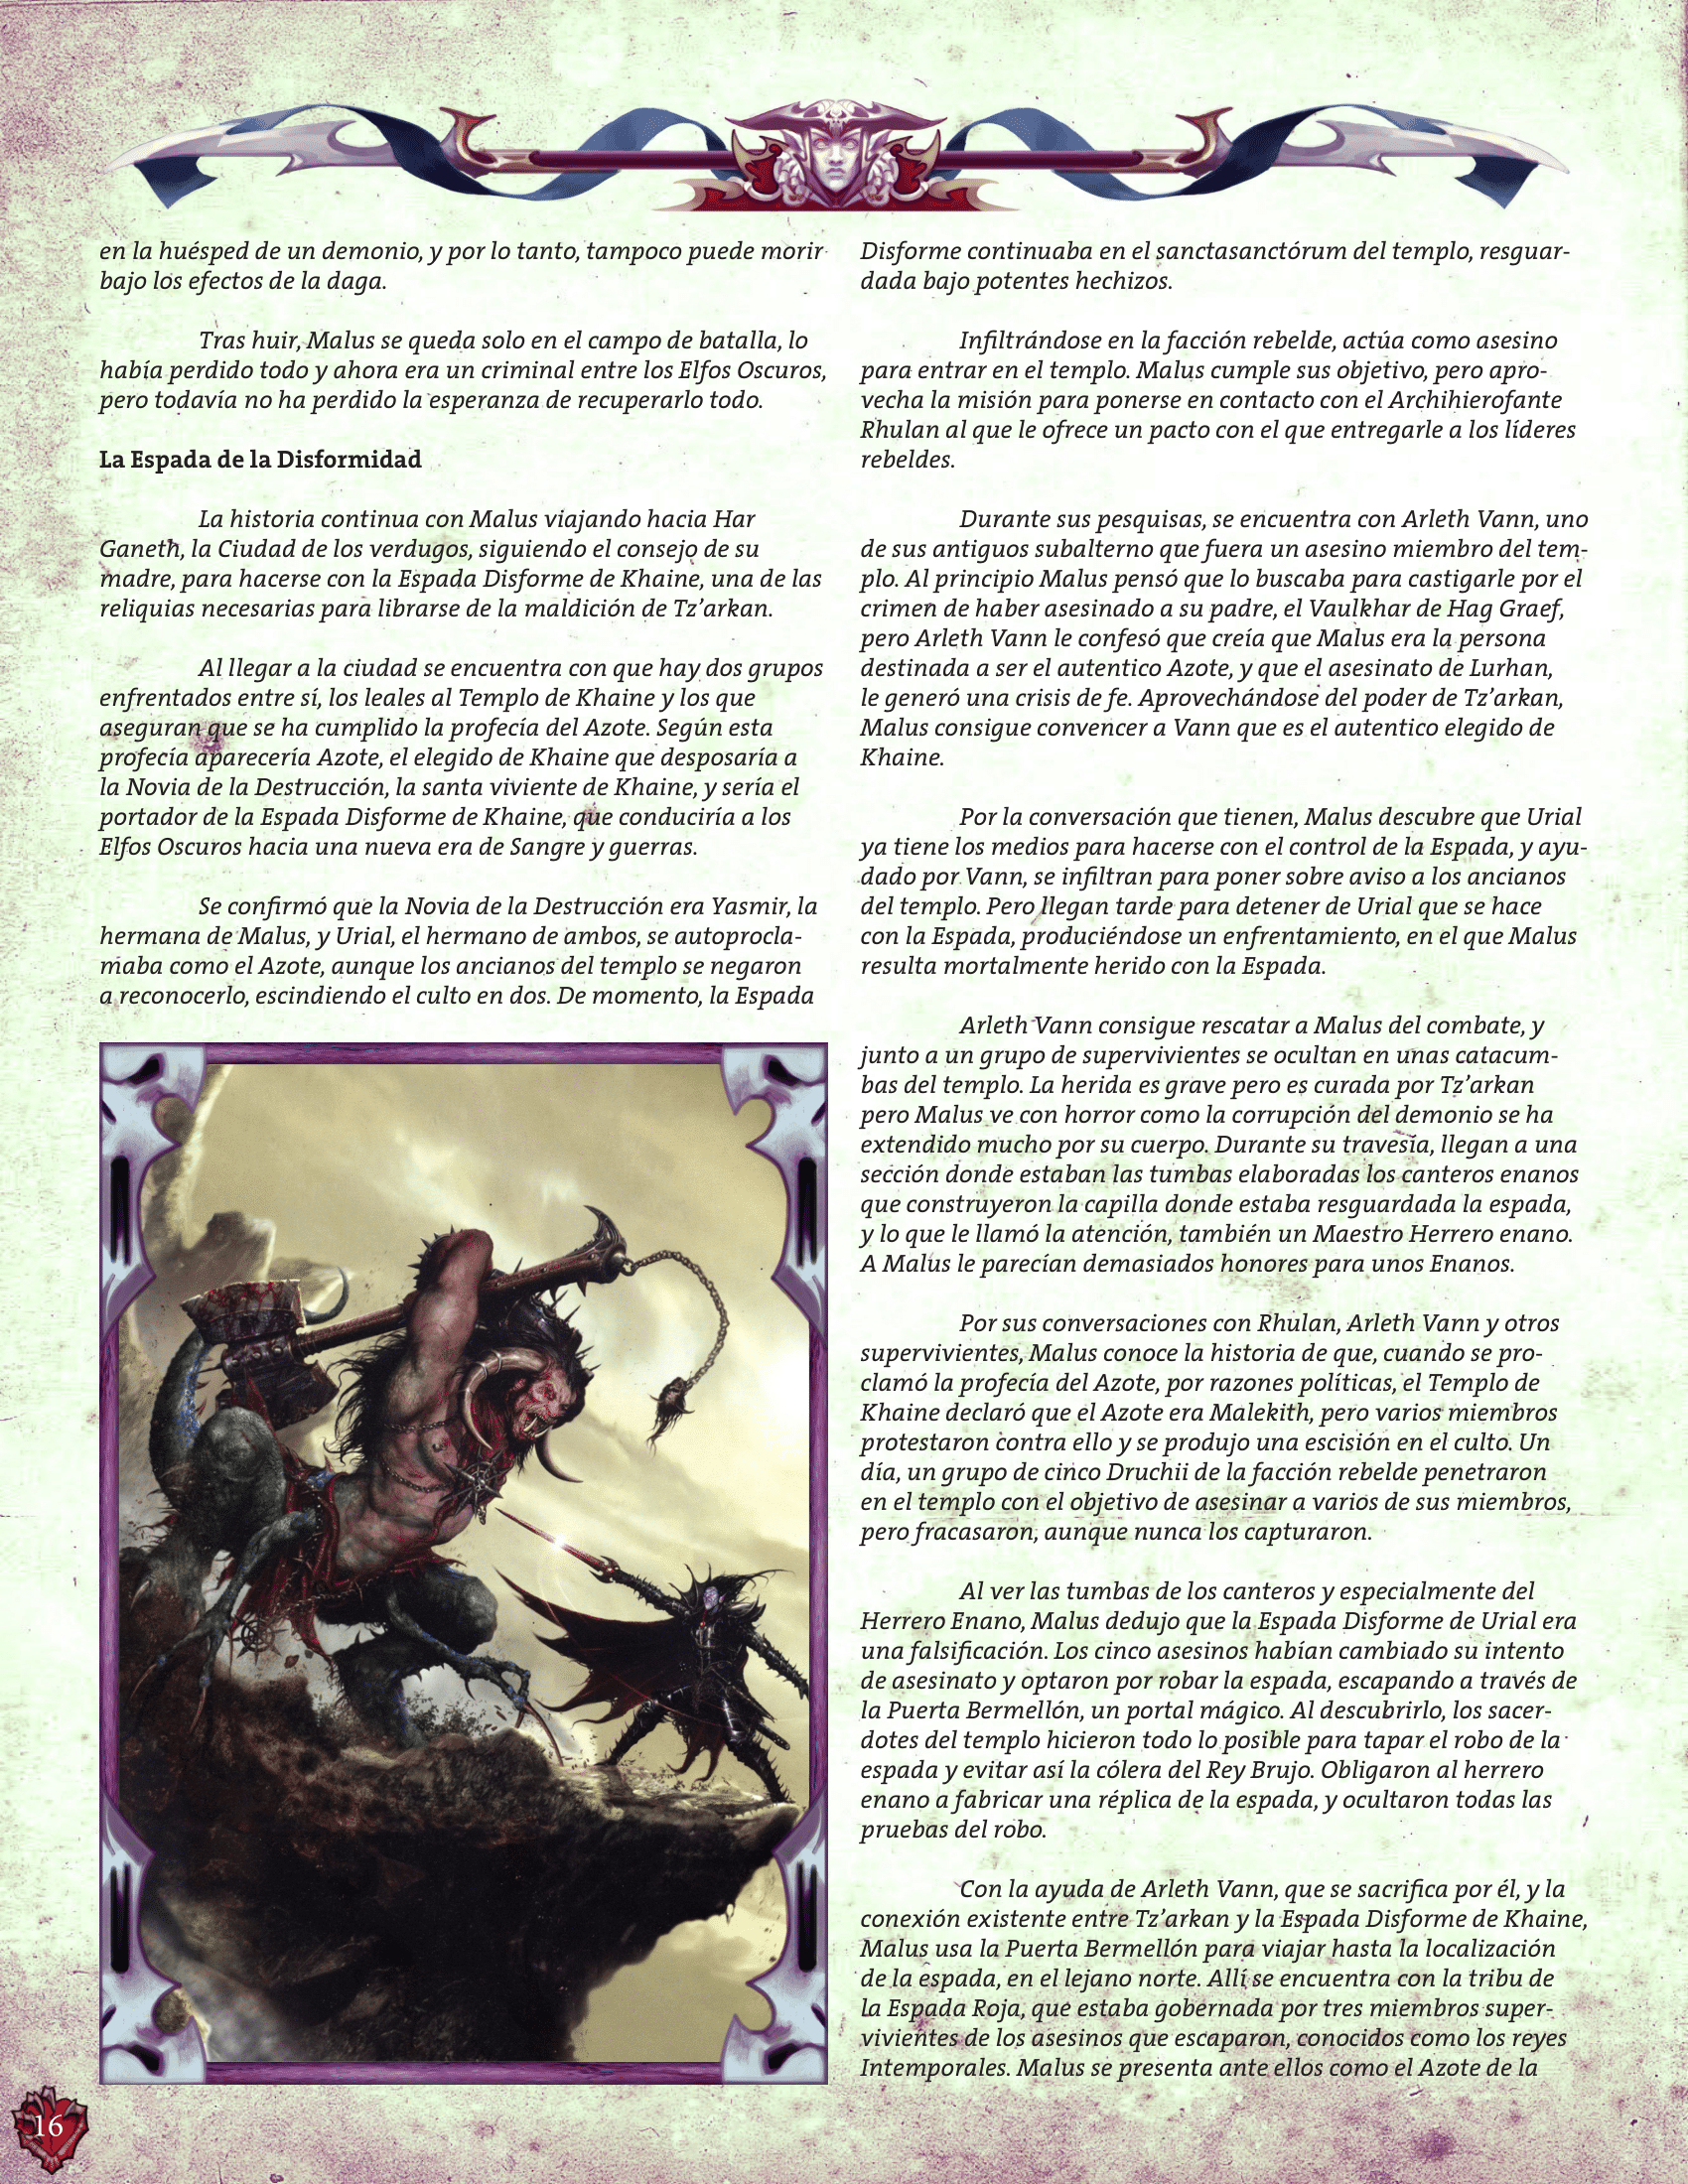 en la huésped de un demonio, y por lo tanto, tampoco puede morir
bajo los efectos de la daga.
Tras huir, Malus se queda solo en el campo de batalla, lo
había perdido todo y ahora era un criminal entre los Elfos Oscuros,
pero todavía no ha perdido la esperanza de recuperarlo todo.
La Espada de la Disformidad
La historia continua con Malus viajando hacia Har
Ganeth, la Ciudad de los verdugos, siguiendo el consejo de su
madre, para hacerse con la Espada Disforme de Khaine, una de las
reliquias necesarias para librarse de la maldición de Tz’arkan.
Al llegar a la ciudad se encuentra con que hay dos grupos
enfrentados entre sí, los leales al Templo de Khaine y los que
aseguran que se ha cumplido la profecía del Azote. Según esta
profecía aparecería Azote, el elegido de Khaine que desposaría a
la Novia de la Destrucción, la santa viviente de Khaine, y sería el
portador de la Espada Disforme de Khaine, que conduciría a los
Elfos Oscuros hacia una nueva era de Sangre y guerras.
Se confirmó que la Novia de la Destrucción era Yasmir, la
hermana de Malus, y Urial, el hermano de ambos, se autoprocla-
maba como el Azote, aunque los ancianos del templo se negaron
a reconocerlo, escindiendo el culto en dos. De momento, la Espada
Disforme continuaba en el sanctasanctórum del templo, resguar-
dada bajo potentes hechizos.
Infiltrándose en la facción rebelde, actúa como asesino
para entrar en el templo. Malus cumple sus objetivo, pero apro-
vecha la misión para ponerse en contacto con el Archihierofante
Rhulan al que le ofrece un pacto con el que entregarle a los líderes
rebeldes.
Durante sus pesquisas, se encuentra con Arleth Vann, uno
de sus antiguos subalterno que fuera un asesino miembro del tem-
plo. Al principio Malus pensó que lo buscaba para castigarle por el
crimen de haber asesinado a su padre, el Vaulkhar de Hag Graef,
pero Arleth Vann le confesó que creía que Malus era la persona
destinada a ser el autentico Azote, y que el asesinato de Lurhan,
le generó una crisis de fe. Aprovechándose del poder de Tz’arkan,
Malus consigue convencer a Vann que es el autentico elegido de
Khaine.
Por la conversación que tienen, Malus descubre que Urial
ya tiene los medios para hacerse con el control de la Espada, y ayu-
dado por Vann, se infiltran para poner sobre aviso a los ancianos
del templo. Pero llegan tarde para detener de Urial que se hace
con la Espada, produciéndose un enfrentamiento, en el que Malus
resulta mortalmente herido con la Espada.
Arleth Vann consigue rescatar a Malus del combate, y
junto a un grupo de supervivientes se ocultan en unas catacum-
bas del templo. La herida es grave pero es curada por Tz’arkan
pero Malus ve con horror como la corrupción del demonio se ha
extendido mucho por su cuerpo. Durante su travesía, llegan a una
sección donde estaban las tumbas elaboradas los canteros enanos
que construyeron la capilla donde estaba resguardada la espada,
y lo que le llamó la atención, también un Maestro Herrero enano.
A Malus le parecían demasiados honores para unos Enanos.
Por sus conversaciones con Rhulan, Arleth Vann y otros
supervivientes, Malus conoce la historia de que, cuando se pro-
clamó la profecía del Azote, por razones políticas, el Templo de
Khaine declaró que el Azote era Malekith, pero varios miembros
protestaron contra ello y se produjo una escisión en el culto. Un
día, un grupo de cinco Druchii de la facción rebelde penetraron
en el templo con el objetivo de asesinar a varios de sus miembros,
pero fracasaron, aunque nunca los capturaron.
Al ver las tumbas de los canteros y especialmente del
Herrero Enano, Malus dedujo que la Espada Disforme de Urial era
una falsificación. Los cinco asesinos habían cambiado su intento
de asesinato y optaron por robar la espada, escapando a través de
la Puerta Bermellón, un portal mágico. Al descubrirlo, los sacer-
dotes del templo hicieron todo lo posible para tapar el robo de la
espada y evitar así la cólera del Rey Brujo. Obligaron al herrero
enano a fabricar una réplica de la espada, y ocultaron todas las
pruebas del robo.
Con la ayuda de Arleth Vann, que se sacrifica por él, y la
conexión existente entre Tz’arkan y la Espada Disforme de Khaine,
Malus usa la Puerta Bermellón para viajar hasta la localización
de la espada, en el lejano norte. Allí se encuentra con la tribu de
la Espada Roja, que estaba gobernada por tres miembros super-
vivientes de los asesinos que escaparon, conocidos como los reyes
Intemporales. Malus se presenta ante ellos como el Azote de la
16